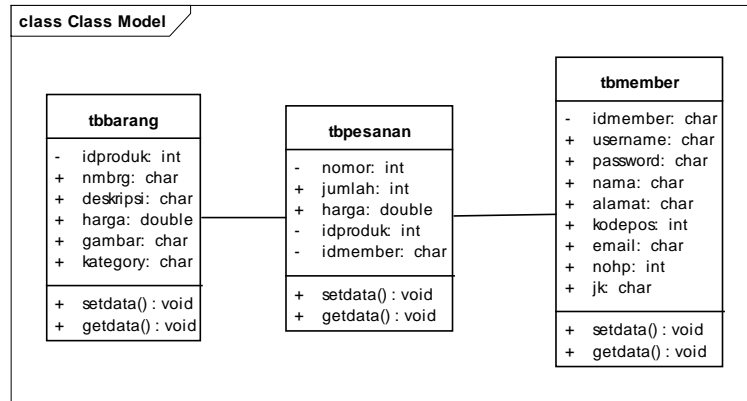 class Class Model
tbbarang
- idproduk: int
+ nmbrg: char
+ deskripsi: char
+ harga: double
+ gambar: char
+ kategory: char
+ setdata() : void
+ getdata() : void
tbpesanan
- nomor: int
+ jumlah: int
+ harga: double
- idproduk: int
- idmember: char
+ setdata() : void
+ getdata() : void
tbmember
- idmember: char
+ username: char
+ password: char
+ nama: char
+ alamat: char
+ kodepos: int
+ email: char
+ nohp: int
+ jk: char
+ setdata() : void
+ getdata() : void